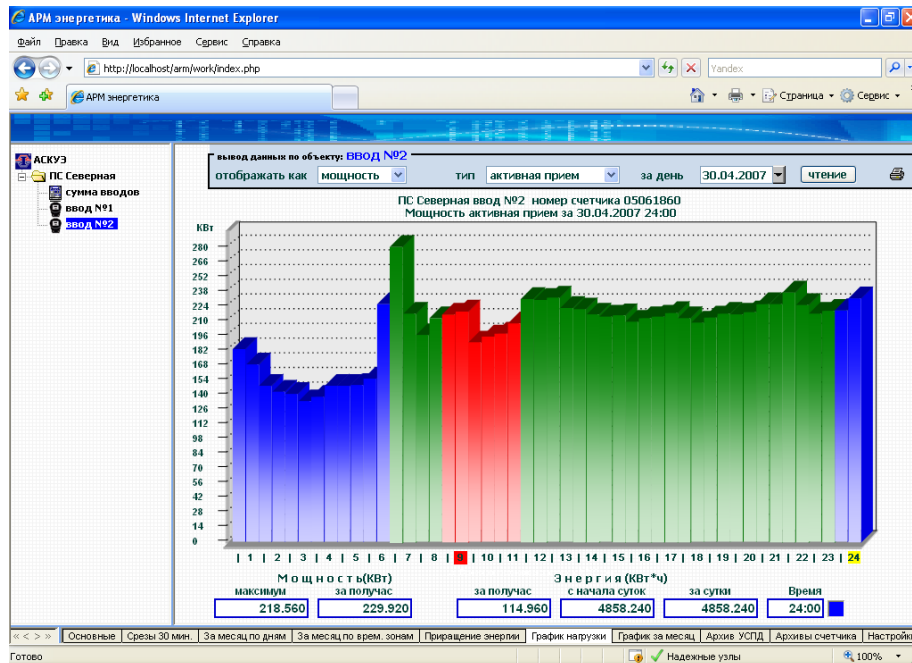 АРМ энергетика - Windows Internet Explorer
Файл Правка Вид Избранное Сервис Справка
http://localhost/arm/work/index.php
Yandex
АРМ энергетика
Страница Сервис
АСКУЭ
ПС Северная
сумма вводов
ввод №1
ввод №2
вывод данных по объекту: ВВОД №2
отображать как мощность тип активная прием за день 30.04.2007 чтение
ПС Северная ввод №2 номер счетчика 05061860
Мощность активная прием за 30.04.2007 24:00
КВт
280
266
252
238
224
210
196
182
168
154
140
126
112
98
84
70
56
42
28
14
0
| 1 | 2 | 3 | 4 | 5 | 6 | 7 | 8 | 9 | 10 | 11 | 12 | 13 | 14 | 15 | 16 | 17 | 18 | 19 | 20 | 21 | 22 | 23 | 24
Мощность(КВт) Энергия(КВт*ч)
максимум за получас за получас с начала суток за сутки Время
218.560 229.920 114.960 4858.240 4858.240 24:00
« < > » Основные Срезы 30 мин. За месяц по дням За месяц по врем. зонам Приращение энергии График нагрузки График за месяц Архив УСПД Архивы счетчика Настройк
Готово Надежные узлы 100%